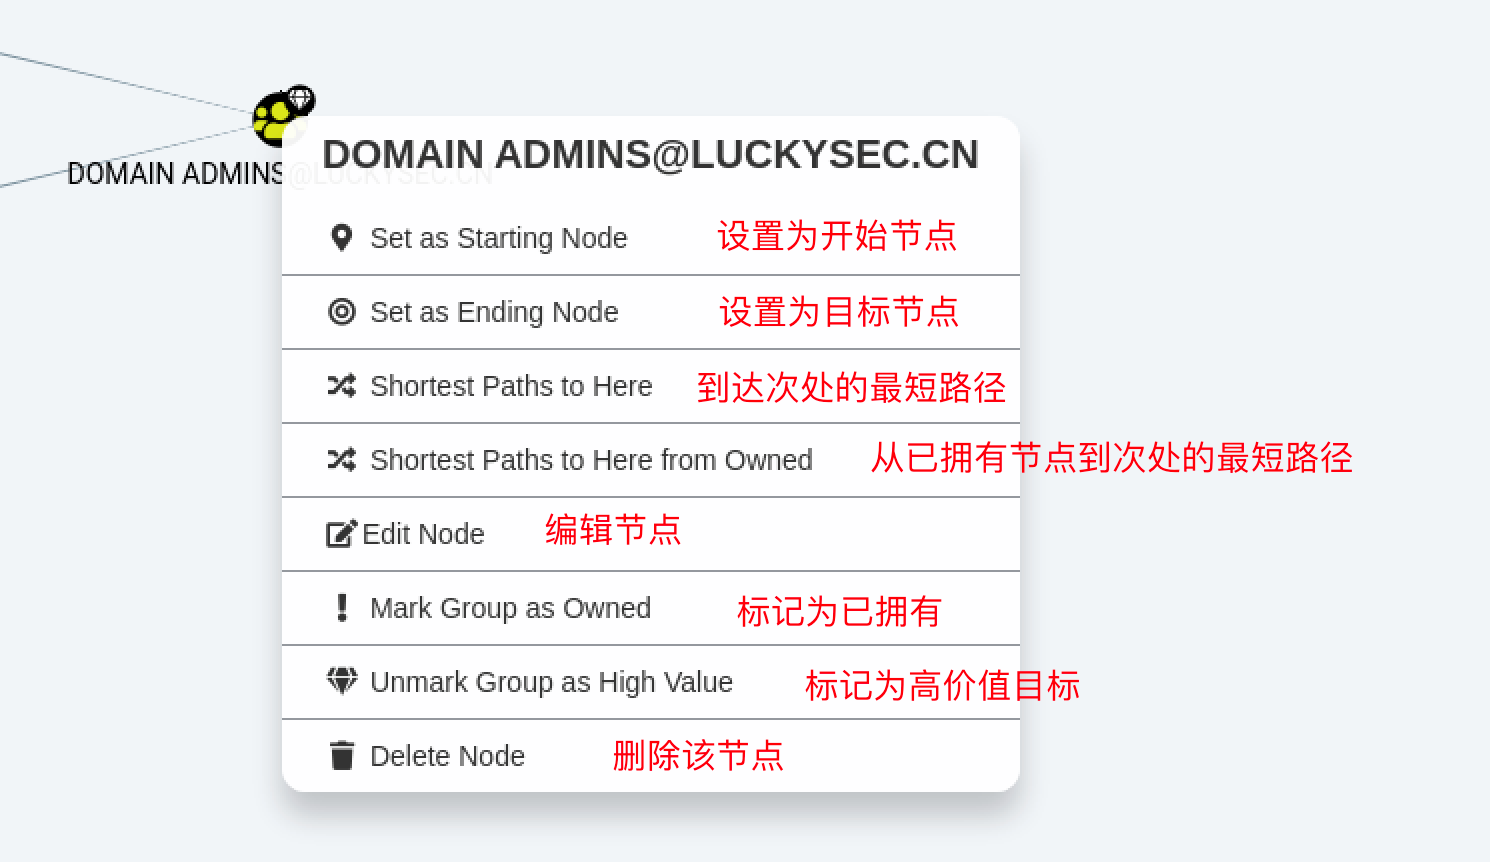 DOMAIN ADMINS@LUCKYSEC.CN
DOMAIN ADMINS@LUCKYSEC.CN
Set as Starting Node 设置为开始节点
Set as Ending Node 设置为目标节点
Shortest Paths to Here 到达次处的最短路径
Shortest Paths to Here from Owned 从已拥有节点到次处的最短路径
Edit Node 编辑节点
Mark Group as Owned 标记为已拥有
Unmark Group as High Value 标记为高价值目标
Delete Node 删除该节点